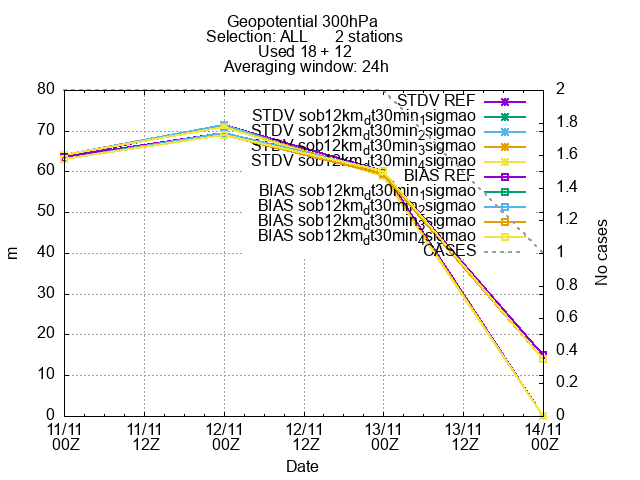 Geopotential 300hPa
Selection: ALL 2 stations
Used 18 + 12
Averaging window: 24h
80 2
STDV REF
STDV sob12km_dt30min_1sigmao
70 1.8
STDV sob12km_dt30min_2sigmao
STDV sob12km_dt30min_3sigmao
STDV sob12km_dt30min_4sigmao
60 1.6
BIAS REF
BIAS sob12km_dt30min_1sigmao
1.4
BIAS sob12km_dt30min_2sigmao
50 1.2
BIAS sob12km_dt30min_3sigmao
BIAS sob12km_dt30min_4sigmao
CASES
40 1
m
No cases
30 0.8
0.6
20 0.4
10 0.2
0 0
11/11 11/11 12/11 12/11 13/11 13/11 14/11
00Z 12Z 00Z 12Z 00Z 12Z 00Z
Date